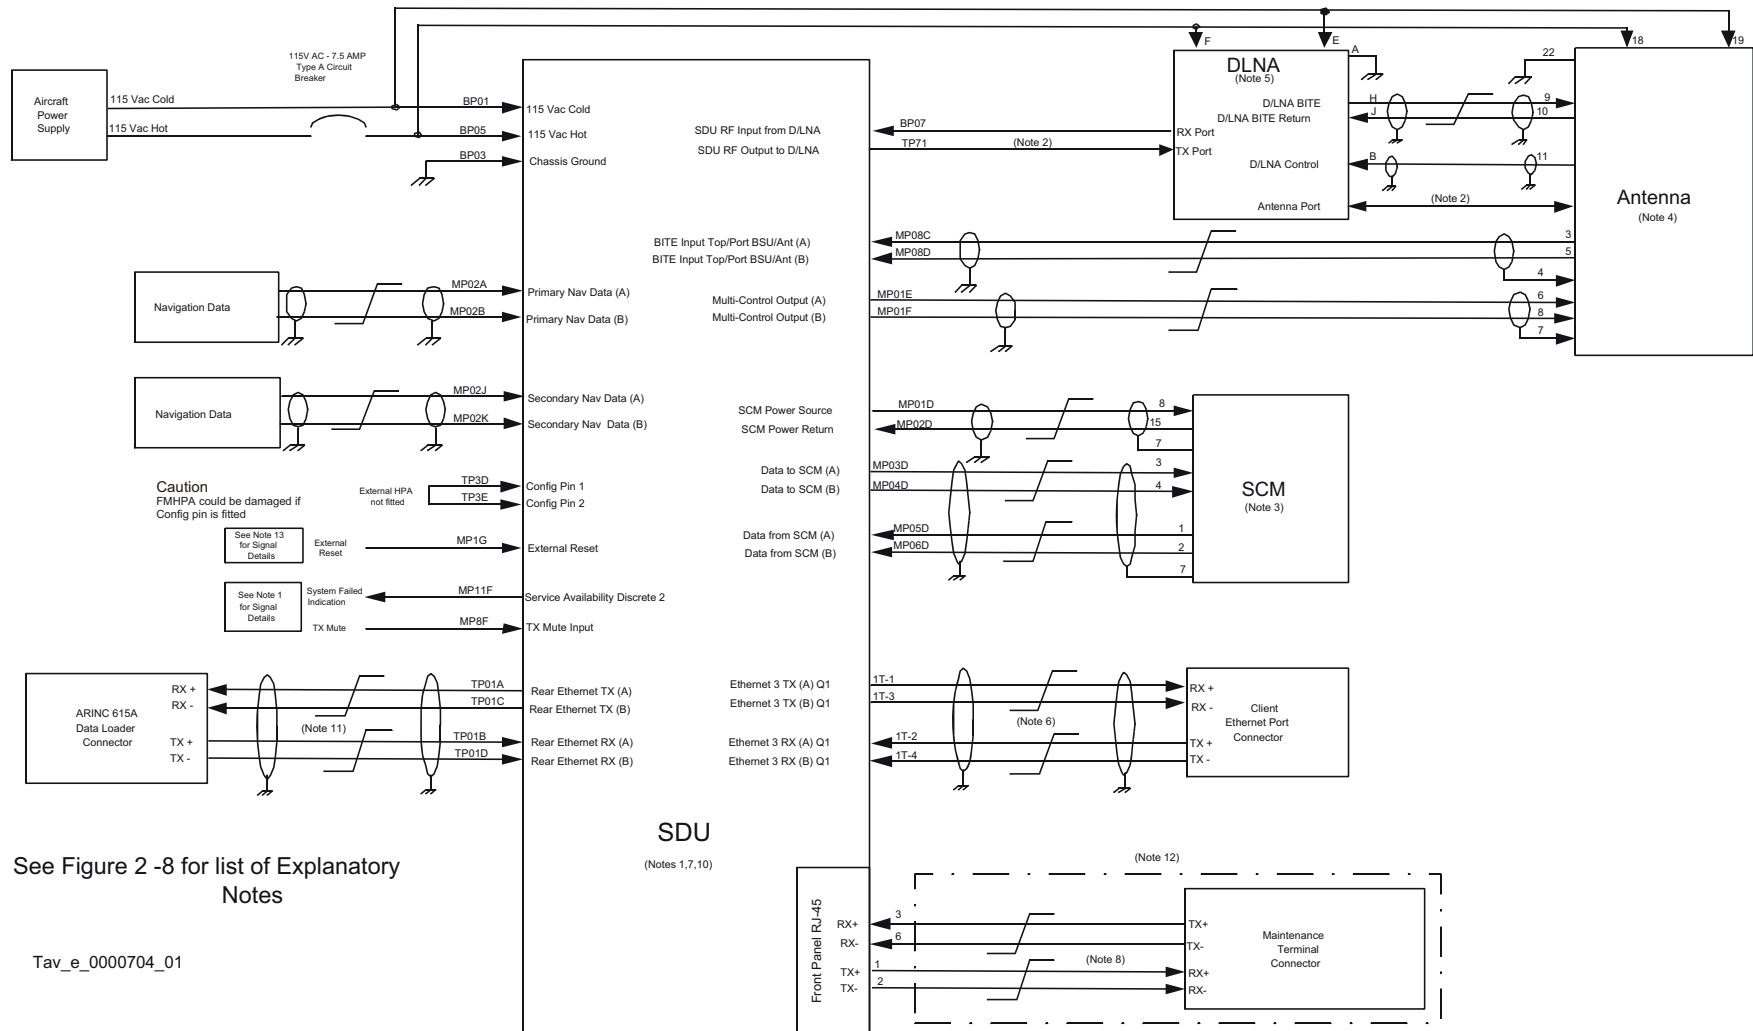 18
19
F
E
A
22
115V AC - 7.5 AMP
Type A Circuit
Breaker
Aircraft
Power
Supply
115 Vac Cold
115 Vac Hot
BP01
BP05
BP03
115 Vac Cold
115 Vac Hot
Chassis Ground
SDU RF Input from D/LNA
SDU RF Output to D/LNA
BP07
TP71
(Note 2)
DLNA
(Note 5)
D/LNA BITE
D/LNA BITE Return
RX Port
TX Port
D/LNA Control
Antenna Port
H
J
B
9
10
11
(Note 2)
Antenna
(Note 4)
BITE Input Top/Port BSU/Ant (A)
BITE Input Top/Port BSU/Ant (B)
MP08C
MP08D
3
5
4
Multi-Control Output (A)
Multi-Control Output (B)
MP01E
MP01F
6
8
7
Navigation Data
MP02A
MP02B
Primary Nav Data (A)
Primary Nav Data (B)
Navigation Data
MP02J
MP02K
Secondary Nav Data (A)
Secondary Nav Data (B)
SCM Power Source
SCM Power Return
MP01D
MP02D
8
15
7
Data to SCM (A)
Data to SCM (B)
MP03D
MP04D
3
4
Data from SCM (A)
Data from SCM (B)
MP05D
MP06D
1
2
7
SCM
(Note 3)
Caution
FMHPA could be damaged if
Config pin is fitted
External HPA
not fitted
TP3D
TP3E
Config Pin 1
Config Pin 2
See Note 13
for Signal
Details
External
Reset
MP1G
External Reset
See Note 1
for Signal
Details
System Failed
Indication
TX Mute
MP11F
MP8F
Service Availability Discrete 2
TX Mute Input
ARINC 615A
Data Loader
Connector
RX +
RX -
TX +
TX -
(Note 11)
TP01A
TP01C
TP01B
TP01D
Rear Ethernet TX (A)
Rear Ethernet TX (B)
Rear Ethernet RX (A)
Rear Ethernet RX (B)
Ethernet 3 TX (A) Q1
Ethernet 3 TX (B) Q1
Ethernet 3 RX (A) Q1
Ethernet 3 RX (B) Q1
1T-1
1T-3
1T-2
1T-4
(Note 6)
RX +
RX -
TX +
TX -
Client
Ethernet Port
Connector
SDU
(Notes 1,7,10)
See Figure 2 -8 for list of Explanatory
Notes
Tav_e_0000704_01
Front Panel RJ-45
RX+
RX-
TX+
TX-
3
6
1
2
(Note 12)
(Note 8)
TX+
TX-
RX+
RX-
Maintenance
Terminal
Connector